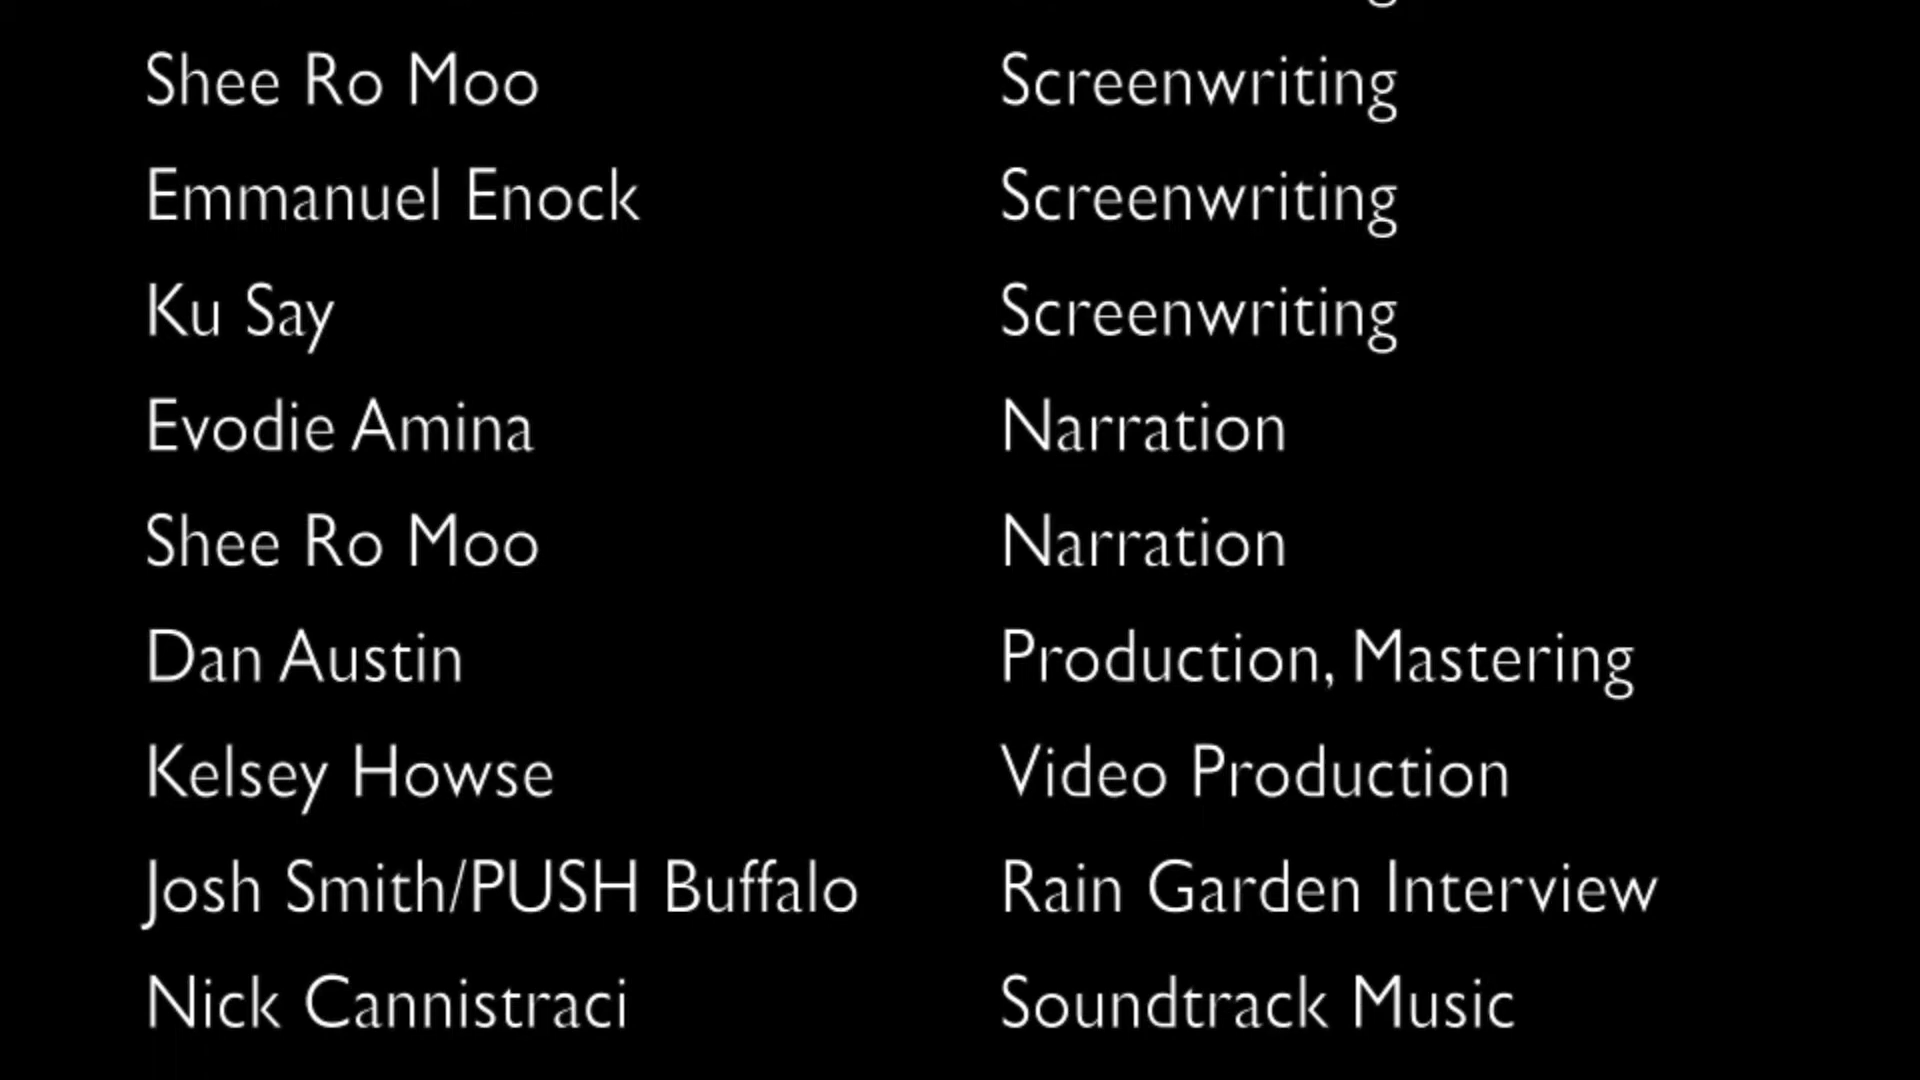 Shee Ro Moo Screenwriting
Emmanuel Enock Screenwriting
Ku Say Screenwriting
Evodie Amina Narration
Shee Ro Moo Narration
Dan Austin Production, Mastering
Kelsey Howse Video Production
Josh Smith/PUSH Buffalo Rain Garden Interview
Nick Cannistraci Soundtrack Music